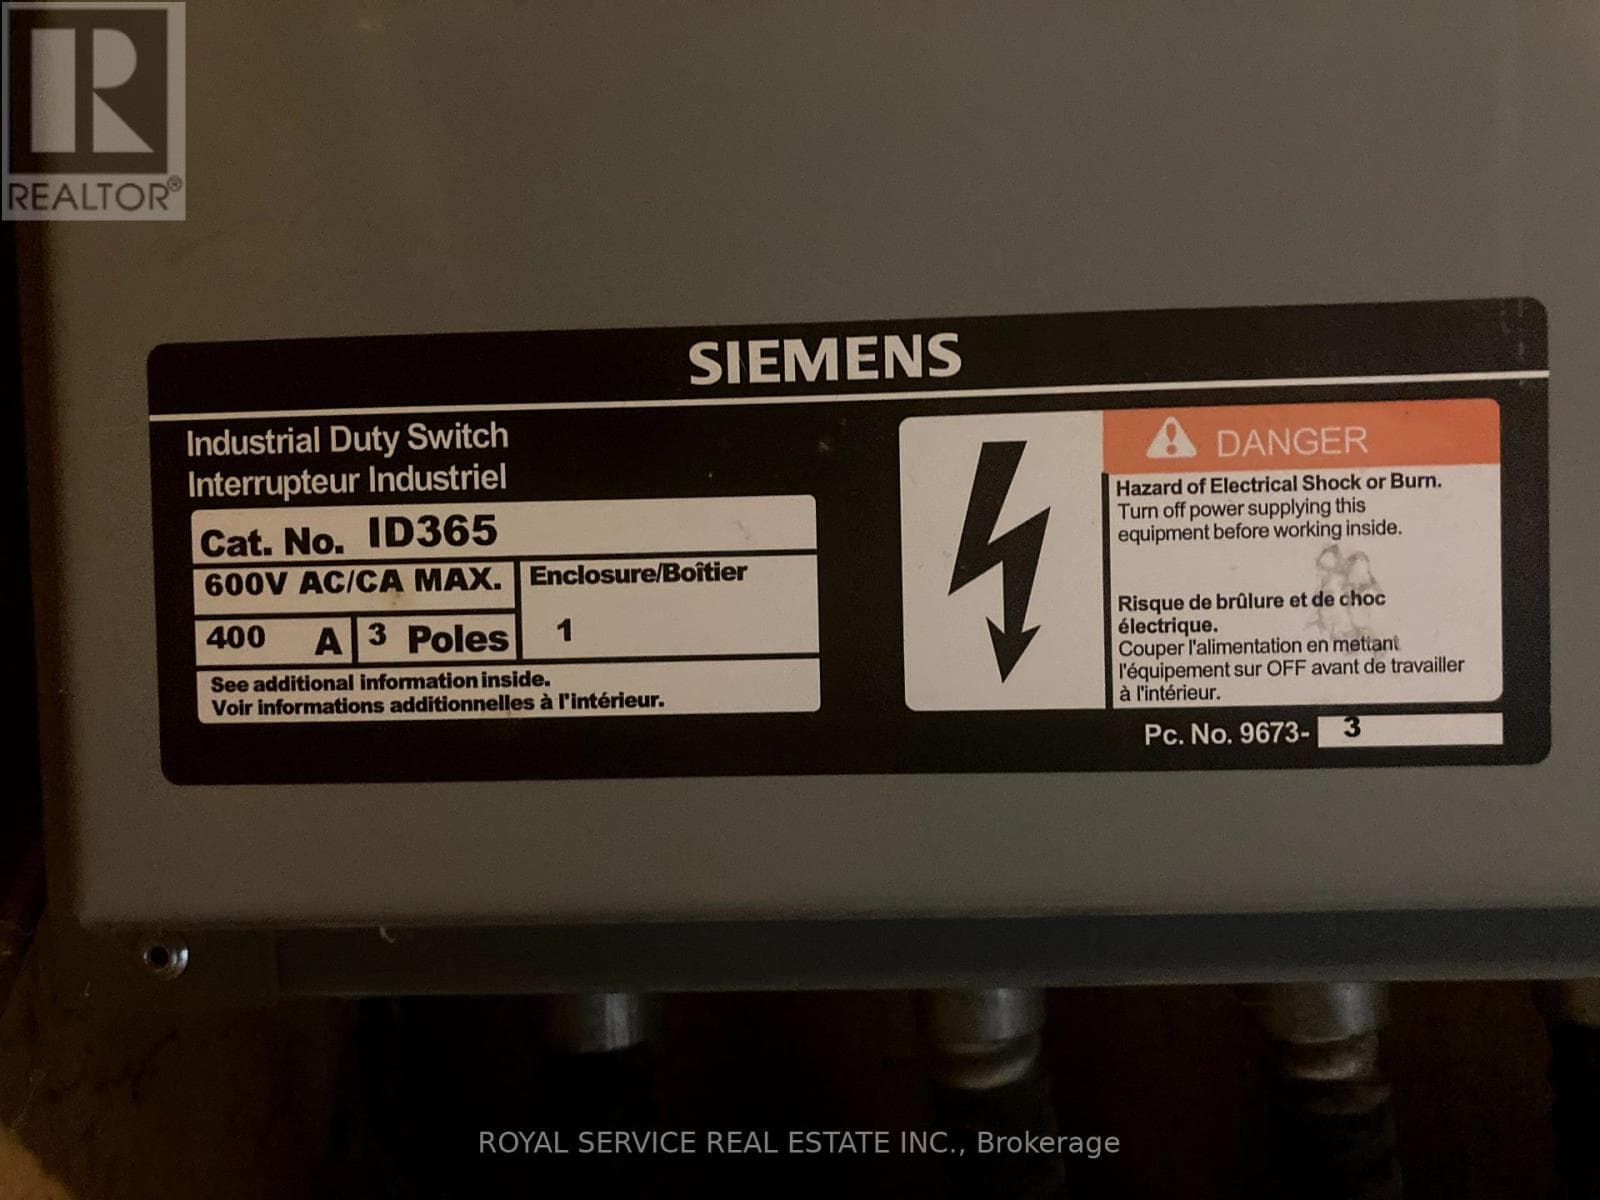 R
REALTOR®
SIEMENS
Industrial Duty Switch
Interrupteur Industriel
Cat. No. ID365
600V AC/CA MAX.
Enclosure/Boîtier
400 A
3 Poles
1
See additional information inside.
Voir informations additionnelles à l'intérieur.
DANGER
Hazard of Electrical Shock or Burn.
Turn off power supplying this
equipment before working inside.
Risque de brûlure et de choc
électrique.
Couper l'alimentation en mettant
l'équipement sur OFF avant de travailler
à l'intérieur.
Pc. No. 9673- 3
ROYAL SERVICE REAL ESTATE INC., Brokerage